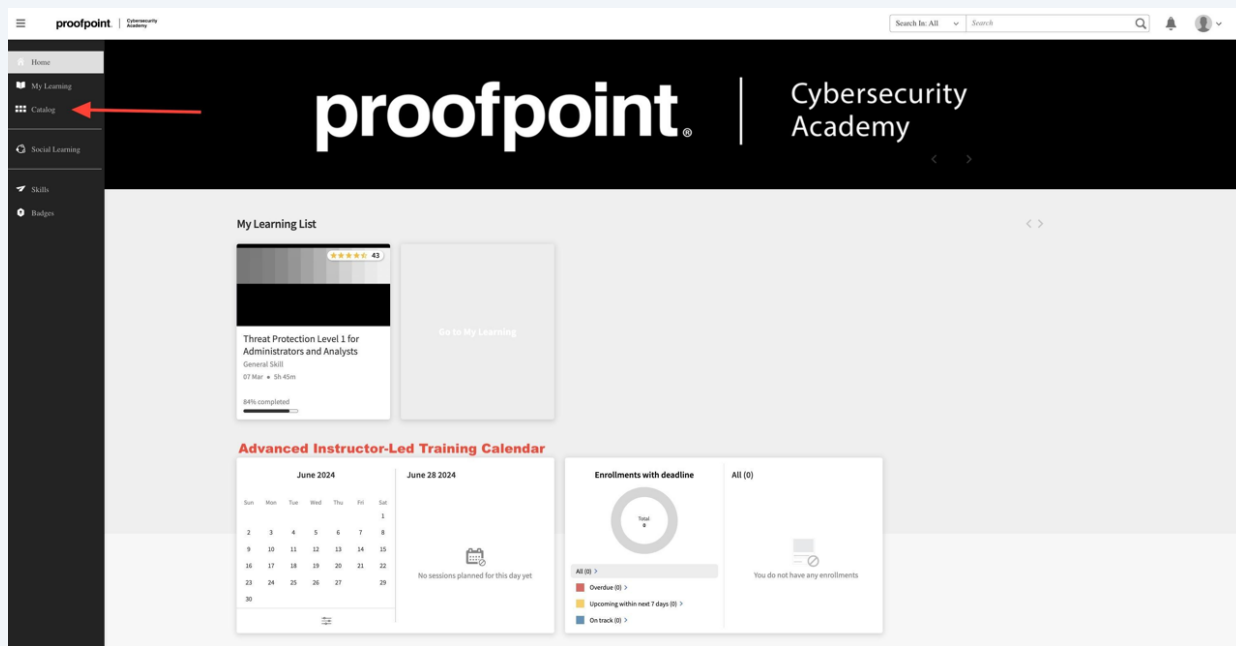 proofpoint. | Cybersecurity
Academy
Search In: All
Search
Home
My Learning
Catalog
Social Learning
Skills
Badges
proofpoint®
Cybersecurity
Academy
My Learning List
43
Threat Protection Level 1 for
Administrators and Analysts
General Skill
07 Mar • 5h 45m
84% completed
Go to My Learning
Advanced Instructor-Led Training Calendar
June 2024
Sun Mon Tue Wed Thu Fri Sat
1
2 3 4 5 6 7 8
9 10 11 12 13 14 15
16 17 18 19 20 21 22
23 24 25 26 27 29
30
June 28 2024
No sessions planned for this day yet
Enrollments with deadline
Total
0
All (0) >
Overdue (0) >
Upcoming within next 7 days (0) >
On track (0) >
All (0)
You do not have any enrollments